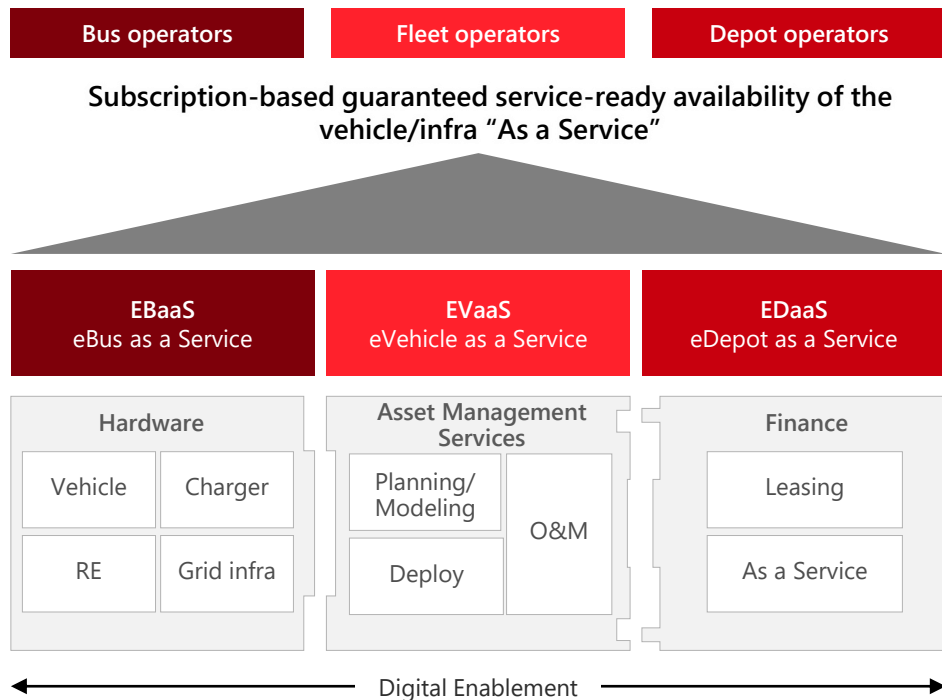 Bus operators
Fleet operators
Depot operators
Subscription-based guaranteed service-ready availability of the
vehicle/infra “As a Service”
EBaaS
eBus as a Service
EVaaS
eVehicle as a Service
EDaaS
eDepot as a Service
Hardware
Vehicle
Charger
RE
Grid infra
Asset Management
Services
Planning/
Modeling
Deploy
O&M
Finance
Leasing
As a Service
Digital Enablement